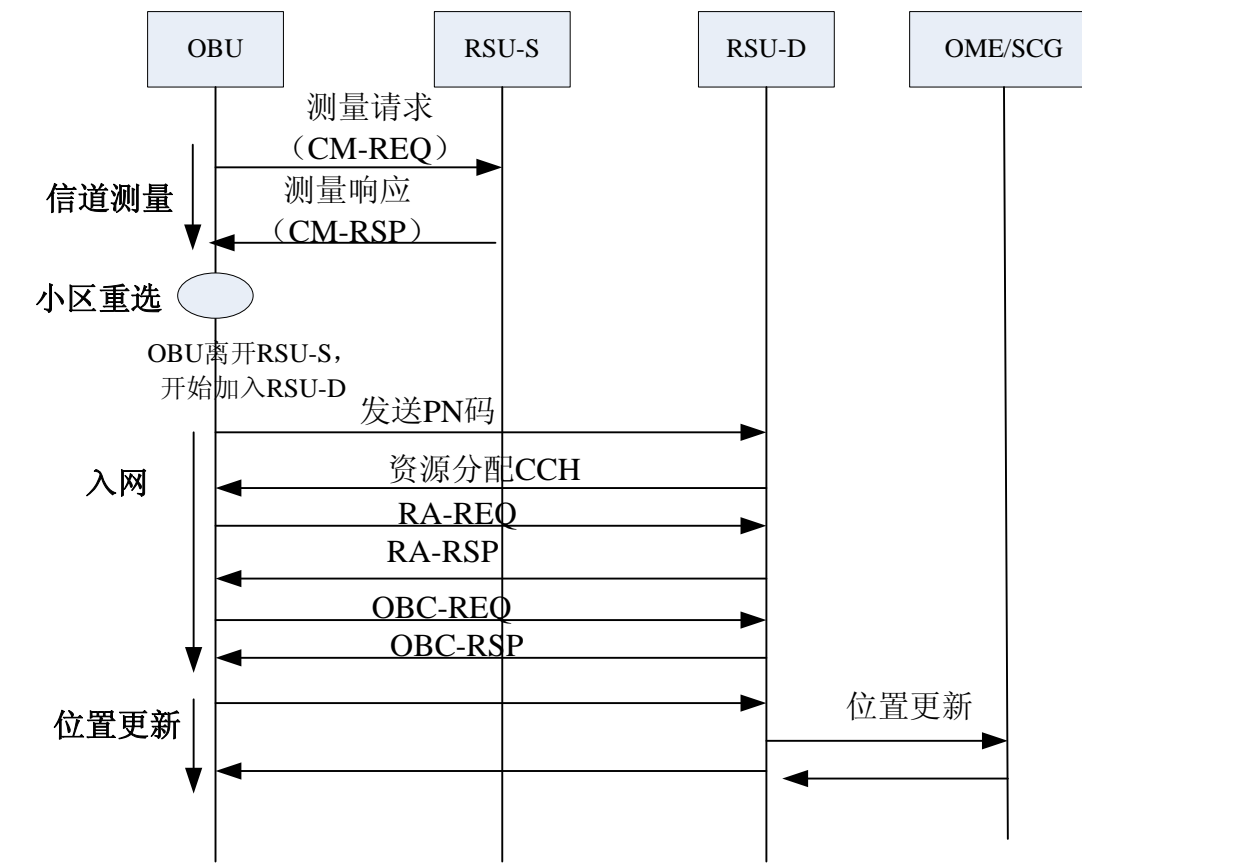 OBU
RSU-S
RSU-D
OME/SCG
测量请求
（CM-REQ）
信道测量
测量响应
（CM-RSP）
小区重选
OBU离开RSU-S，
开始加入RSU-D
发送PN码
入网
资源分配CCH
RA-REQ
RA-RSP
OBC-REQ
OBC-RSP
位置更新
位置更新